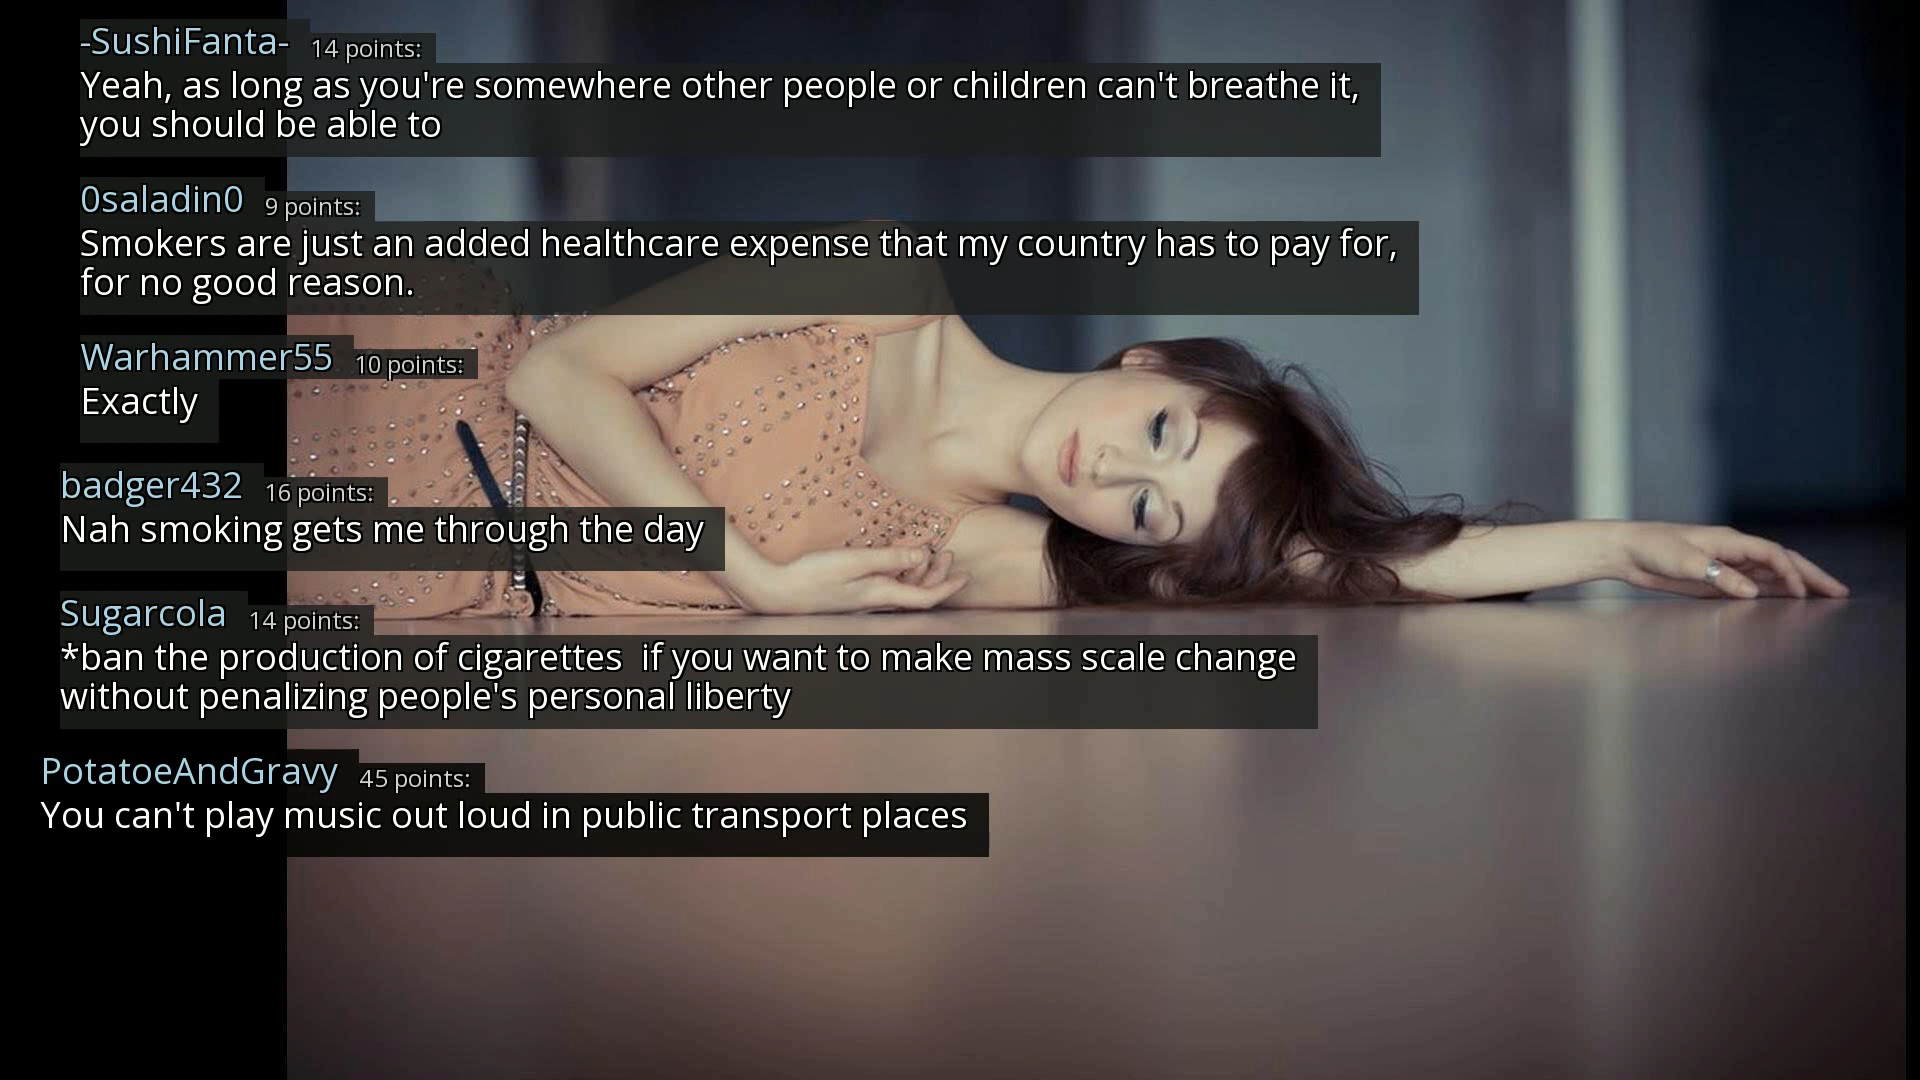 -SushiFanta- 14 points:
Yeah, as long as you're somewhere other people or children can't breathe it,
you should be able to
0saladin0 9 points:
Smokers are just an added healthcare expense that my country has to pay for,
for no good reason.
Warhammer55 10 points:
Exactly
badger432 16 points:
Nah smoking gets me through the day
Sugarcola 14 points:
*ban the production of cigarettes  if you want to make mass scale change
without penalizing people's personal liberty
PotatoeAndGravy 45 points:
You can't play music out loud in public transport places